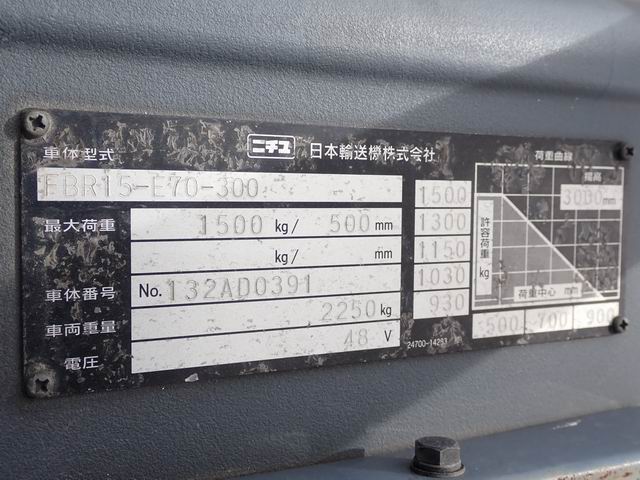 ニチユ 日本輸送機株式会社
車体型式
FBR15-E70-300
最大荷重 1500 kg/ 500 mm
kg/ mm
車体番号 No. 132AD0391
車両重量 2250 kg
電圧 48 V
荷重曲線
揚高
3000 mm
1500
1300
1150
1030
930
許容荷重 kg
荷重中心 mm
500 700 900
24700-14293